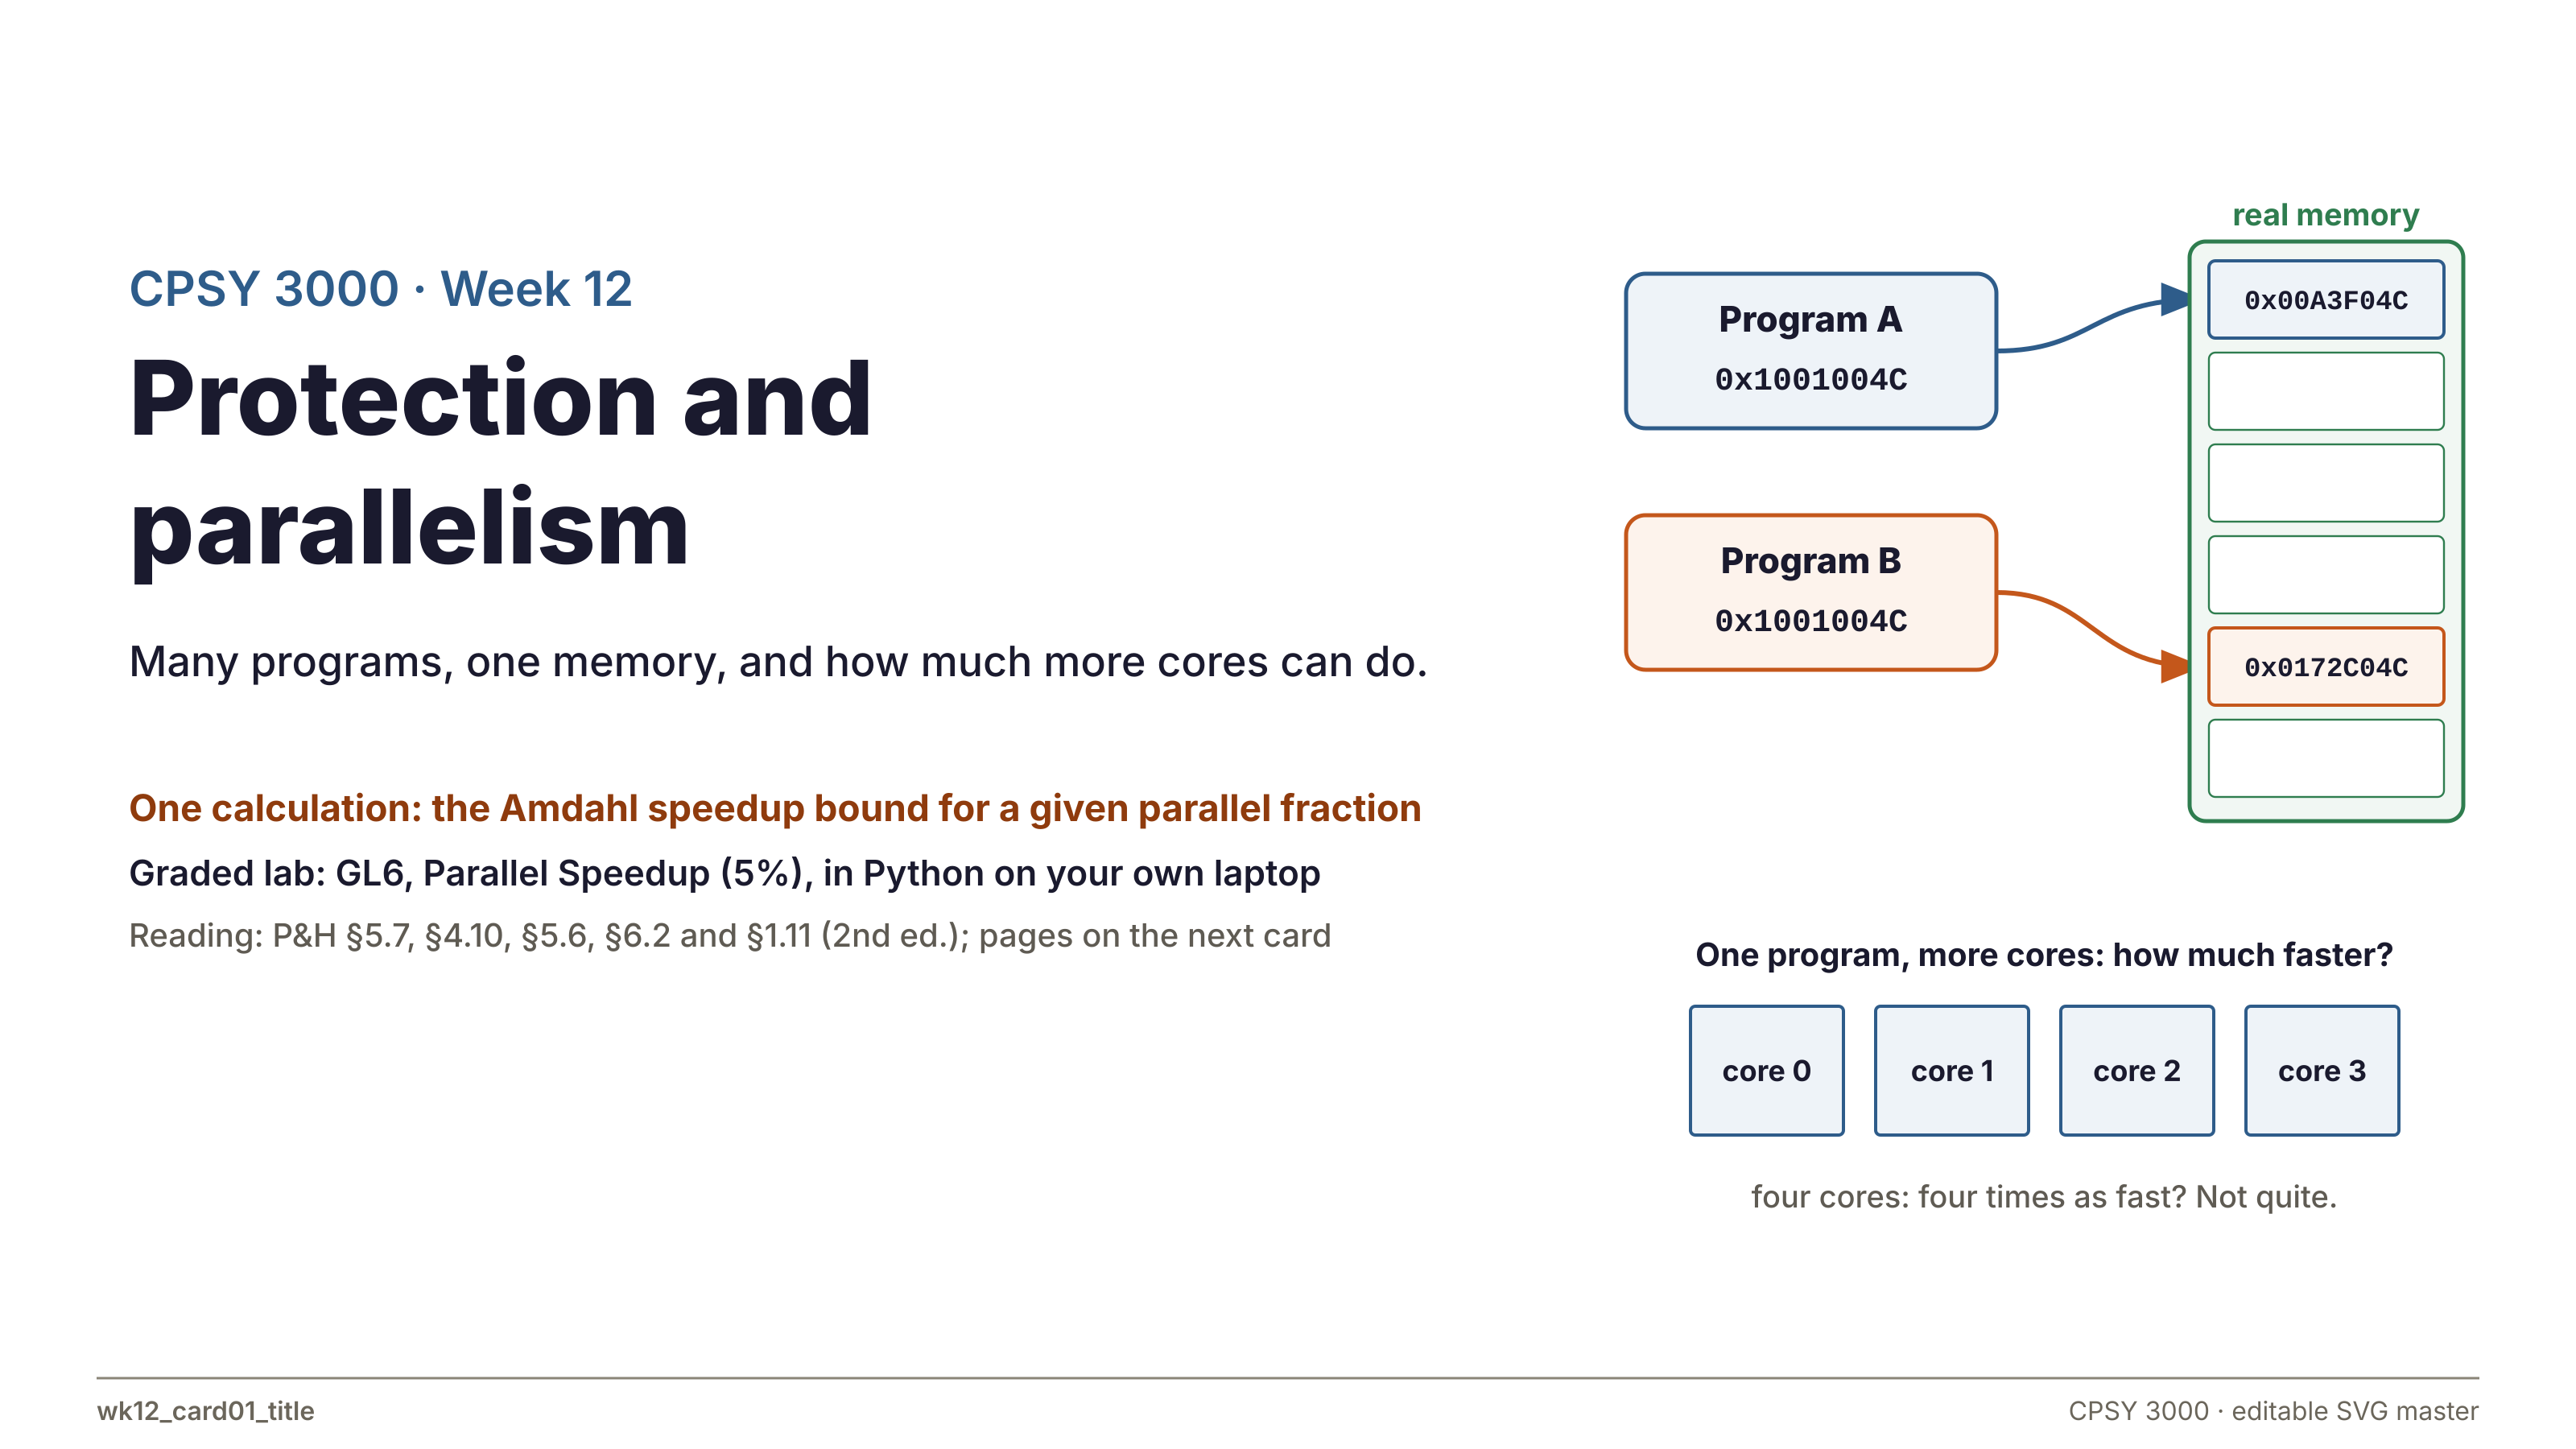 CPSY 3000 · Week 12
Protection and
parallelism
Many programs, one memory, and how much more cores can do.
One calculation: the Amdahl speedup bound for a given parallel fraction
Graded lab: GL6, Parallel Speedup (5%), in Python on your own laptop
Reading: P&H §5.7, §4.10, §5.6, §6.2 and §1.11 (2nd ed.); pages on the next card
real memory
Program A
0x1001004C
0x00A3F04C
Program B
0x1001004C
0x0172C04C
One program, more cores: how much faster?
core 0
core 1
core 2
core 3
four cores: four times as fast? Not quite.
wk12_card01_title
CPSY 3000 · editable SVG master